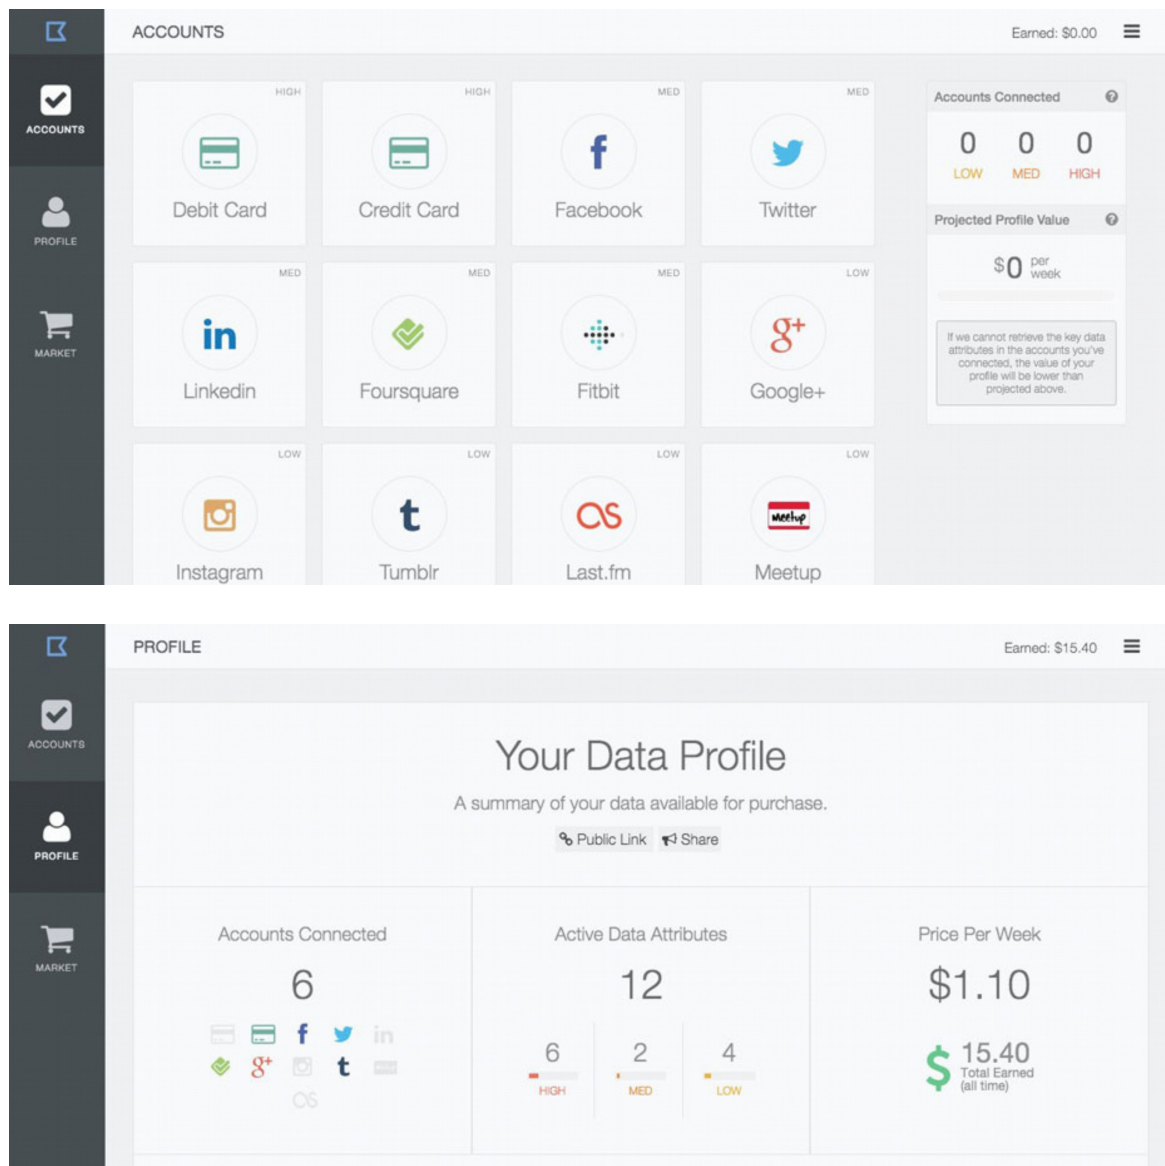 ACCOUNTS
Earned: $0.00
ACCOUNTS
PROFILE
MARKET
HIGH
Debit Card
HIGH
Credit Card
MED
Facebook
MED
Twitter
MED
Linkedin
MED
Foursquare
MED
Fitbit
LOW
Google+
LOW
Instagram
LOW
Tumblr
LOW
Last.fm
LOW
Meetup
Meetup
Accounts Connected
0 0 0
LOW MED HIGH
Projected Profile Value
$0 per
week
If we cannot retrieve the key data
attributes in the accounts you've
connected, the value of your
profile will be lower than
projected above.
PROFILE
Earned: $15.40
ACCOUNTS
PROFILE
MARKET
Your Data Profile
A summary of your data available for purchase.
Public Link Share
Accounts Connected
6
Active Data Attributes
12
6 2 4
HIGH MED LOW
Price Per Week
$1.10
$ 15.40
Total Earned
(all time)